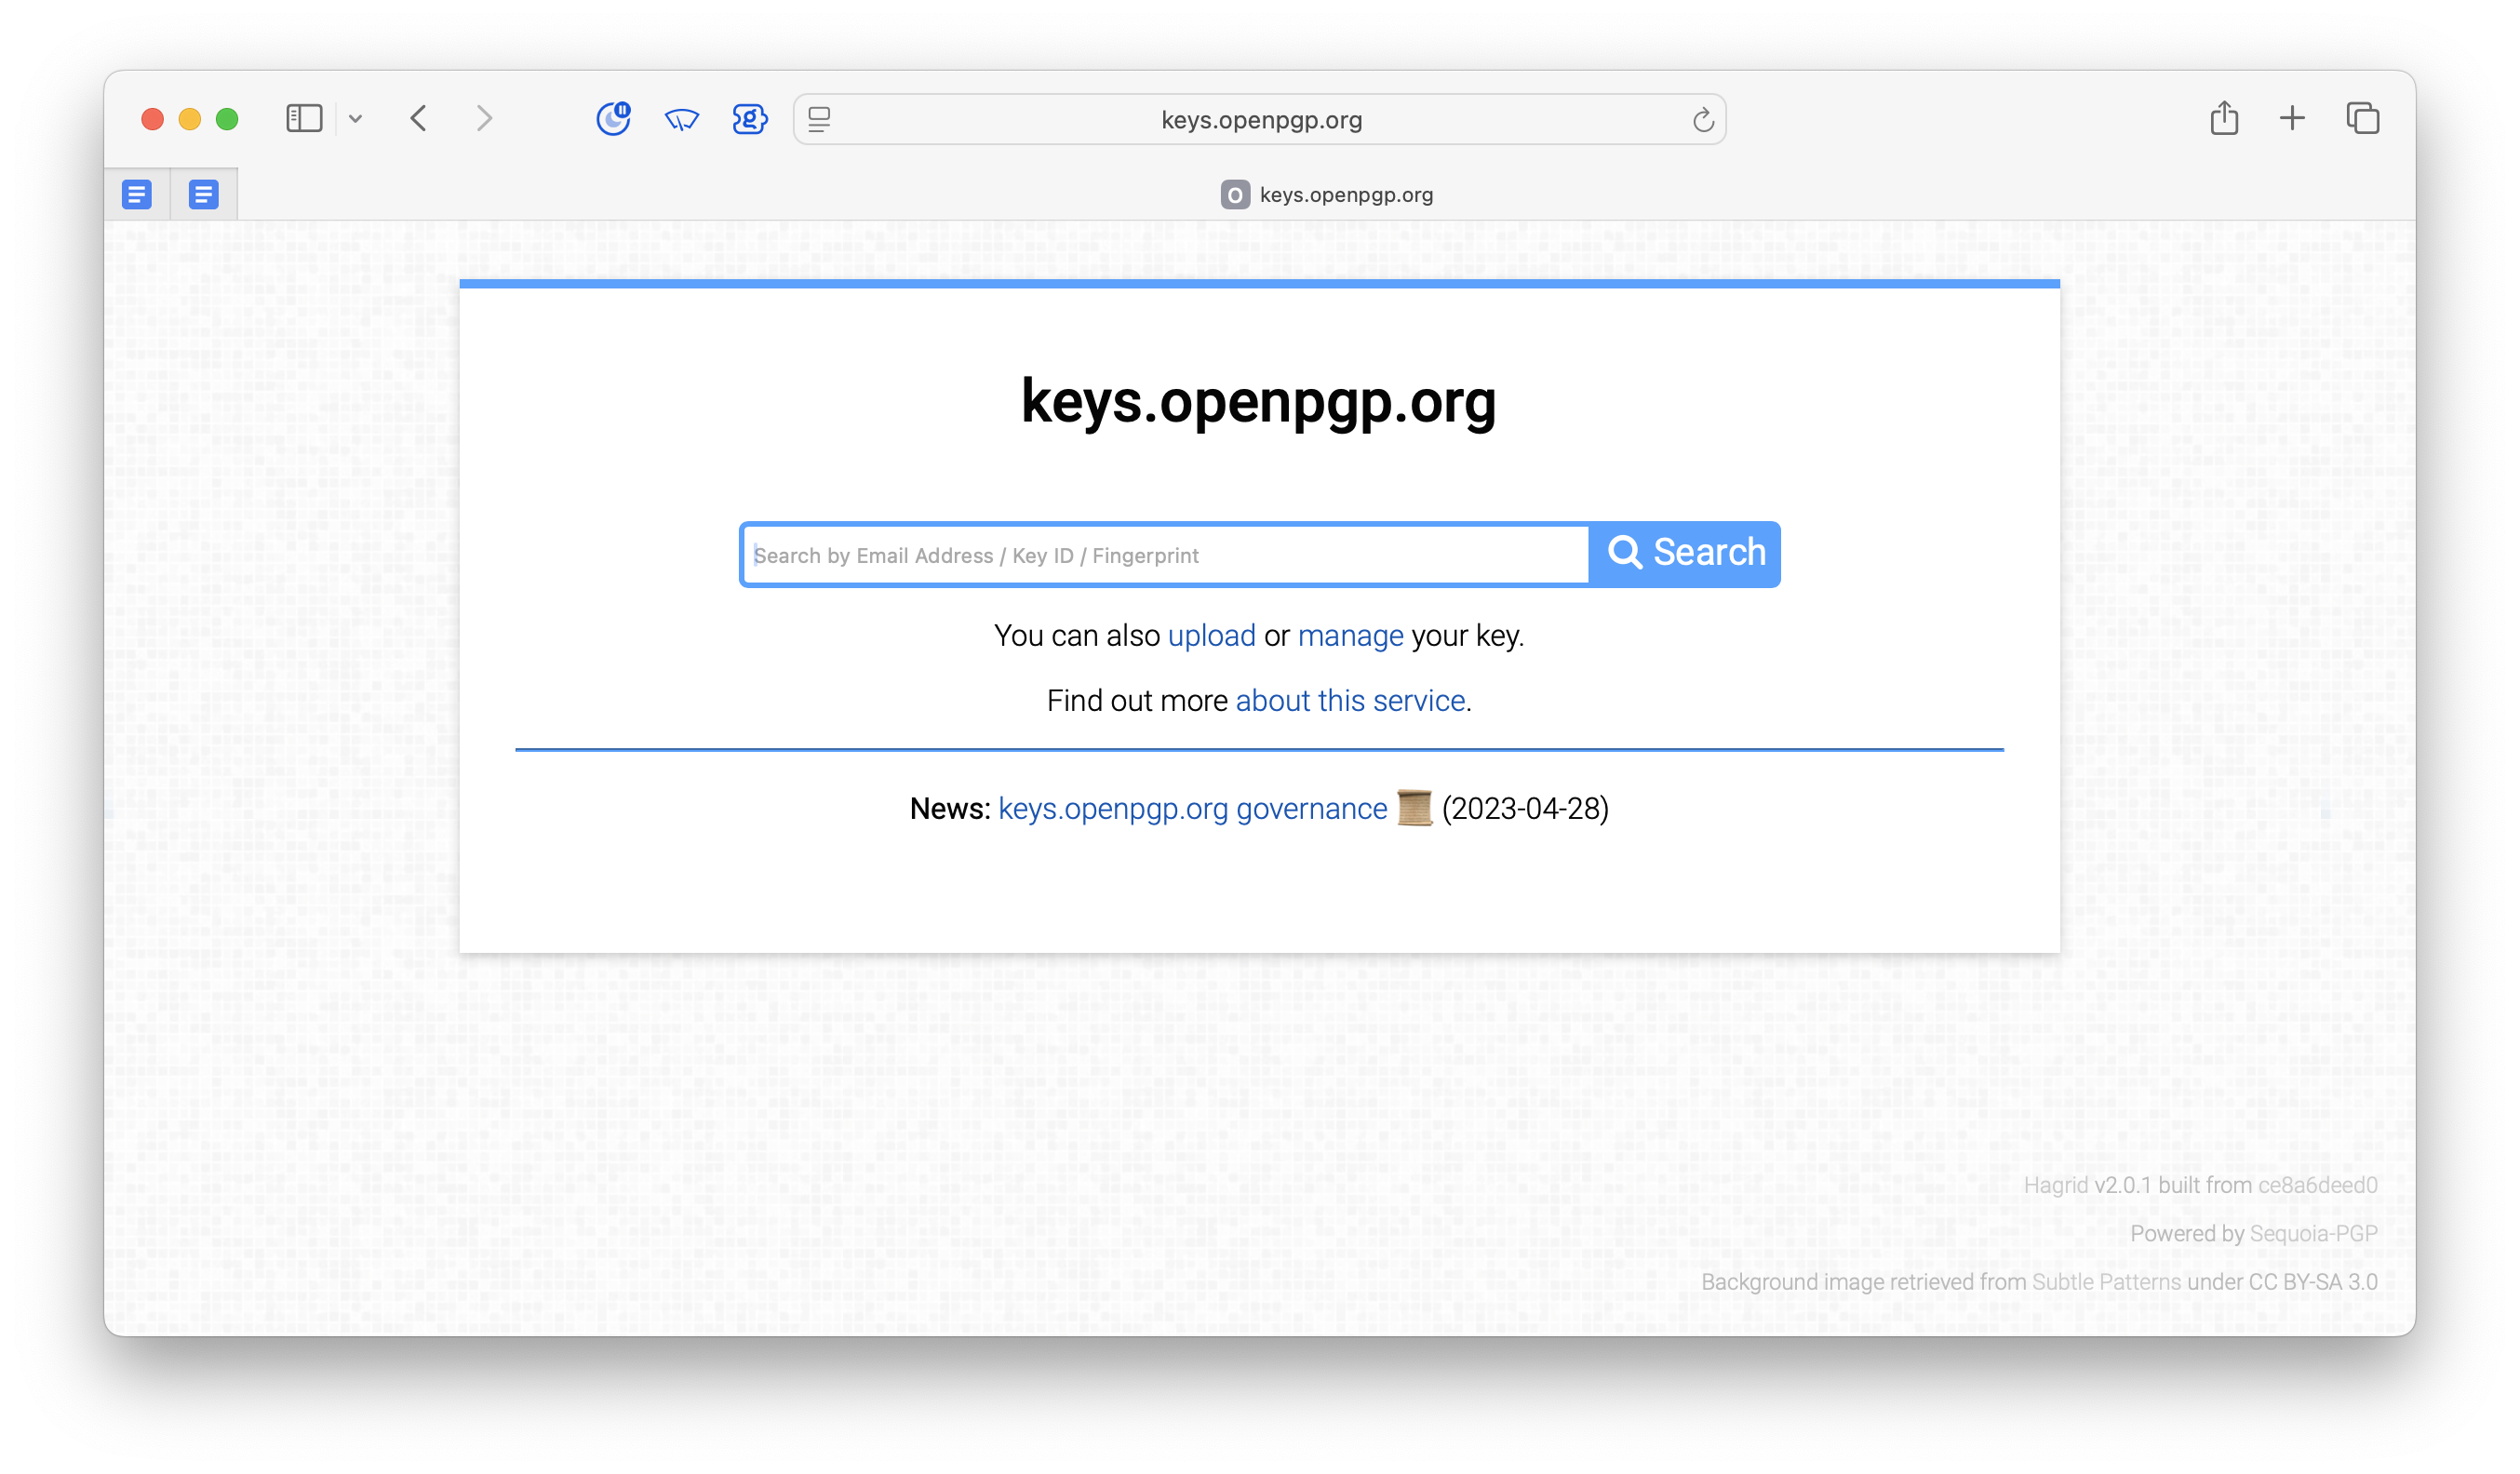 keys.openpgp.org
O keys.openpgp.org
keys.openpgp.org
Search by Email Address / Key ID / Fingerprint
Search
You can also upload or manage your key.
Find out more about this service.
News: keys.openpgp.org governance 📜 (2023-04-28)
Hagrid v2.0.1 built from ce8a6deed0
Powered by Sequoia-PGP
Background image retrieved from Subtle Patterns under CC BY-SA 3.0